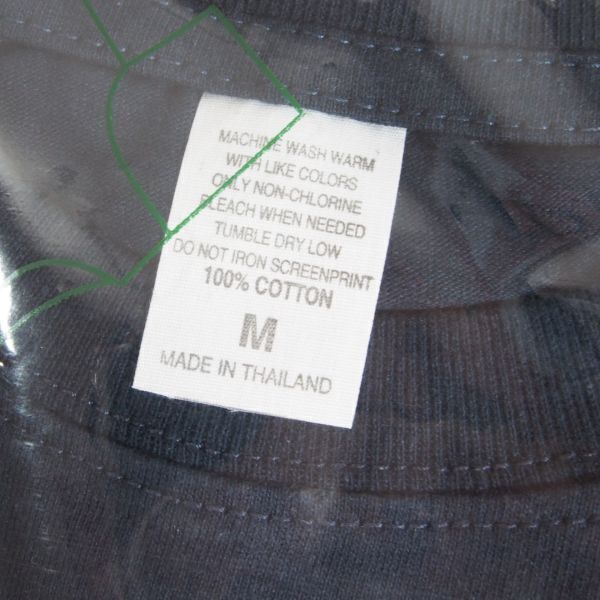 MACHINE WASH WARM
WITH LIKE COLORS
ONLY NON-CHLORINE
BLEACH WHEN NEEDED
TUMBLE DRY LOW
DO NOT IRON SCREENPRINT
100% COTTON
M
MADE IN THAILAND